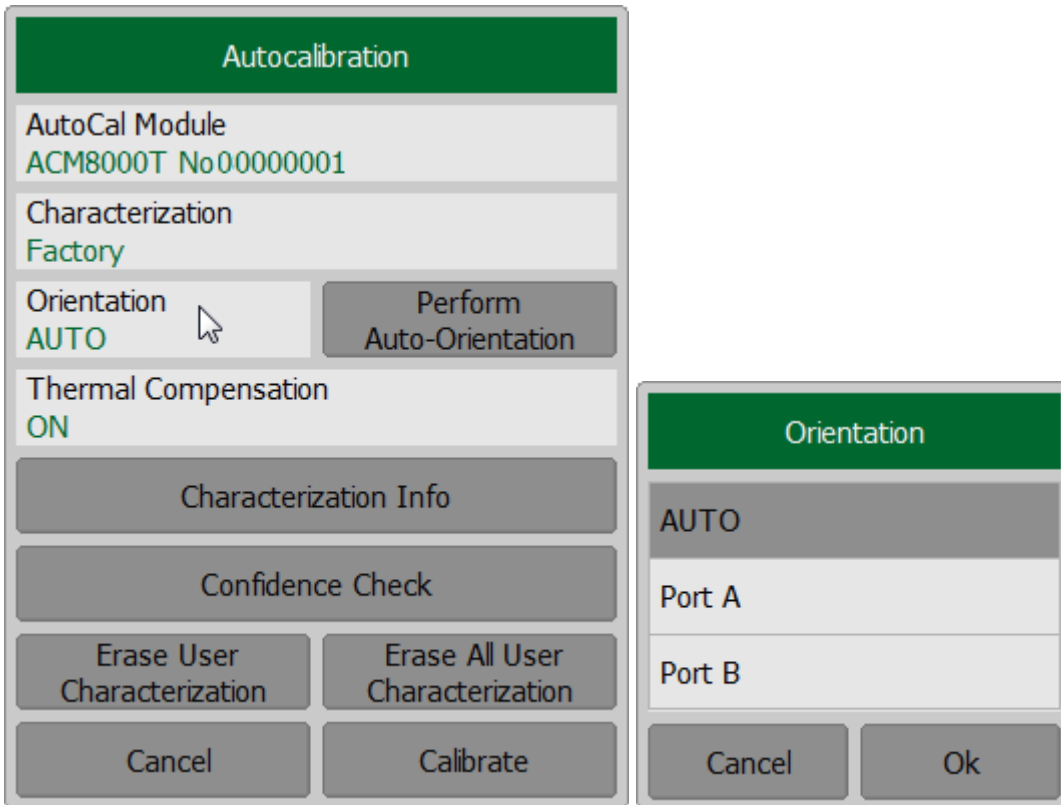 Autocalibration
AutoCal Module
ACM8000T No00000001
Characterization
Factory
Orientation
AUTO
Perform
Auto-Orientation
Thermal Compensation
ON
Characterization Info
Confidence Check
Erase User
Characterization
Erase All User
Characterization
Cancel
Calibrate
Orientation
AUTO
Port A
Port B
Cancel
Ok